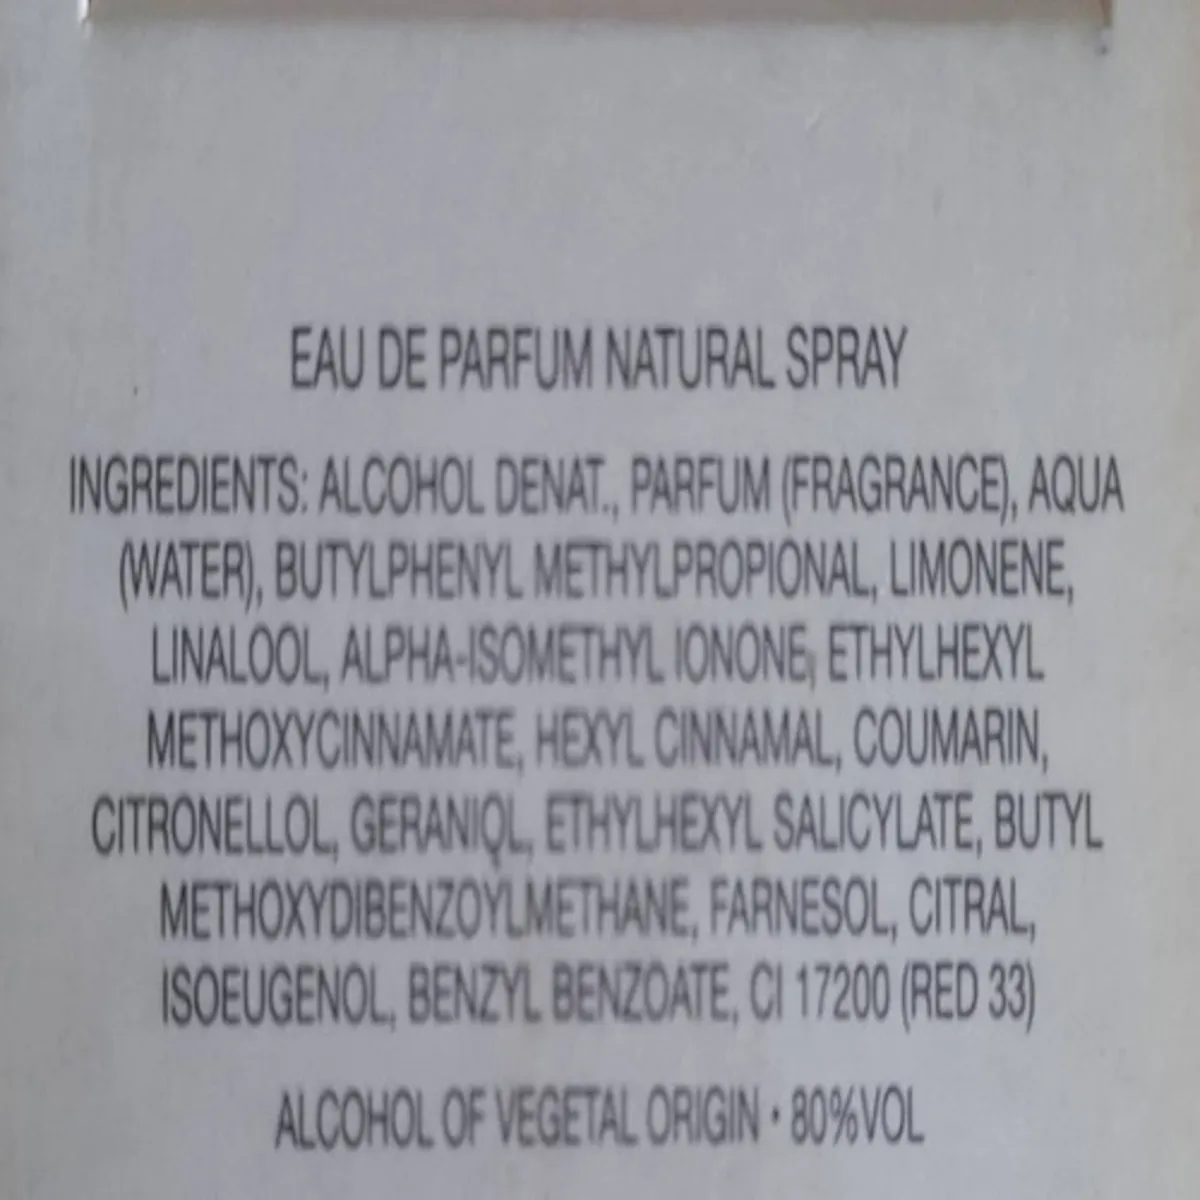 EAU DE PARFUM NATURAL SPRAY
INGREDIENTS: ALCOHOL DENAT., PARFUM (FRAGRANCE), AQUA
(WATER), BUTYLPHENYL METHYLPROPIONAL, LIMONENE,
LINALOOL, ALPHA-ISOMETHYL IONONE, ETHYLHEXYL
METHOXYCINNAMATE, HEXYL CINNAMAL, COUMARIN,
CITRONELLOL, GERANIOL, ETHYLHEXYL SALICYLATE, BUTYL
METHOXYDIBENZOYLMETHANE, FARNESOL, CITRAL,
ISOEUGENOL, BENZYL BENZOATE, CI 17200 (RED 33)
ALCOHOL OF VEGETAL ORIGIN • 80%VOL